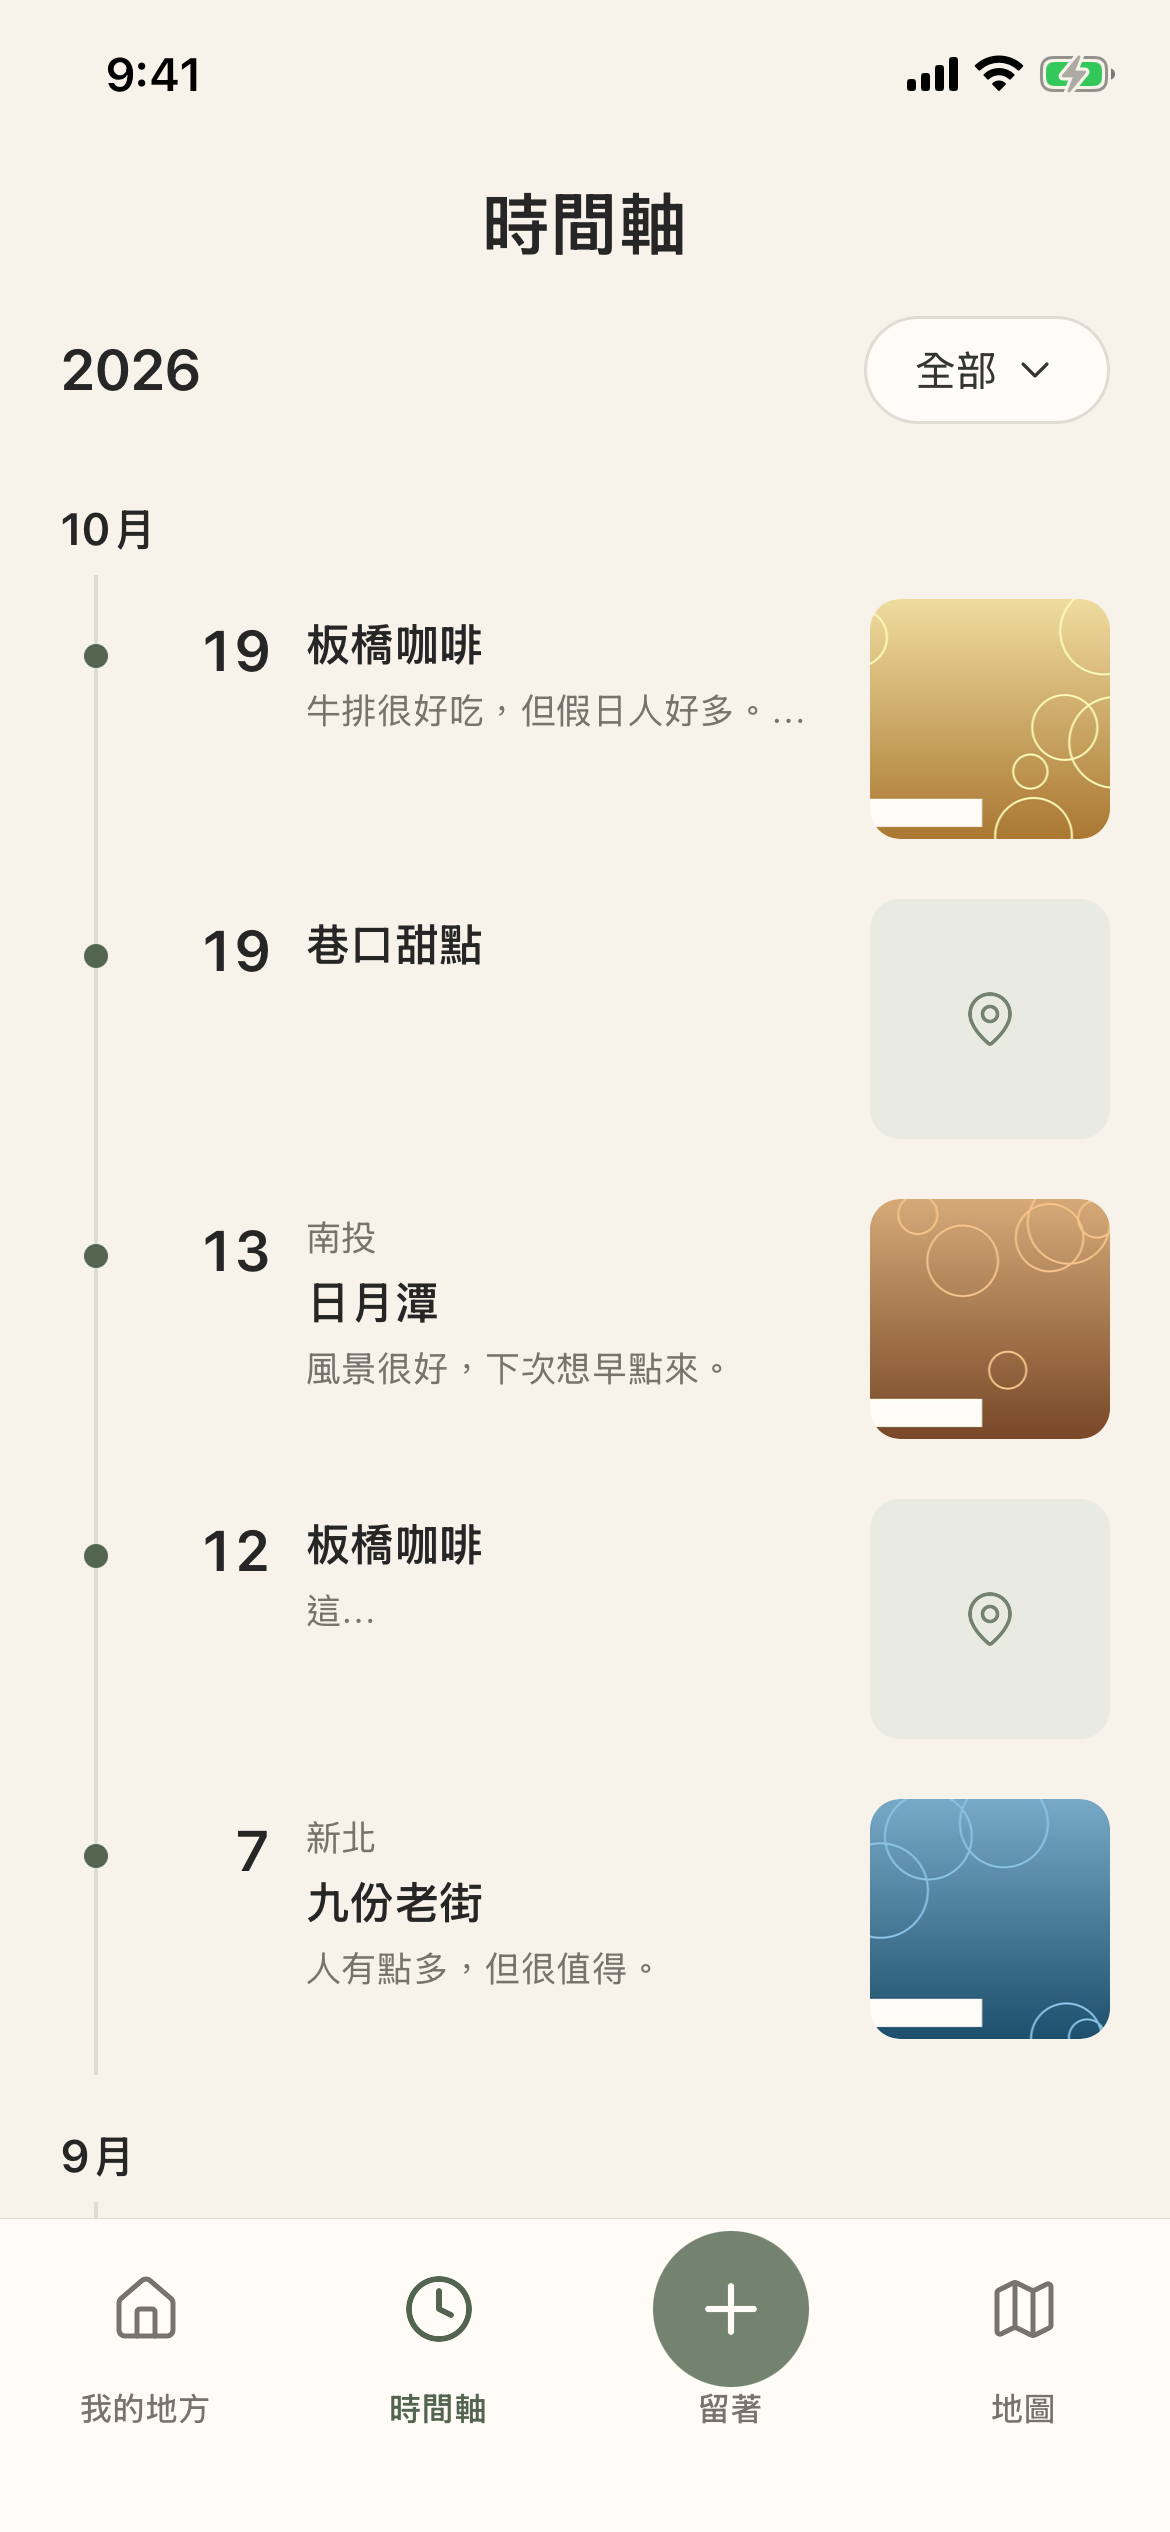 9:41
時間軸
2026
全部
10月
19 板橋咖啡
牛排很好吃，但假日人好多。...
19 巷口甜點
南投
13 日月潭
風景很好，下次想早點來。
12 板橋咖啡
這...
新北
7 九份老街
人有點多，但很值得。
9月
我的地方 時間軸 留著 地圖